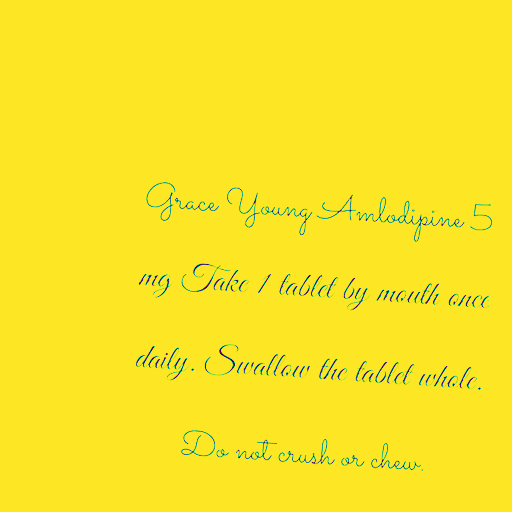 Grace Young Amlodipine 5
mg Take 1 tablet by mouth once
daily. Swallow the tablet whole.
Do not crush or chew.